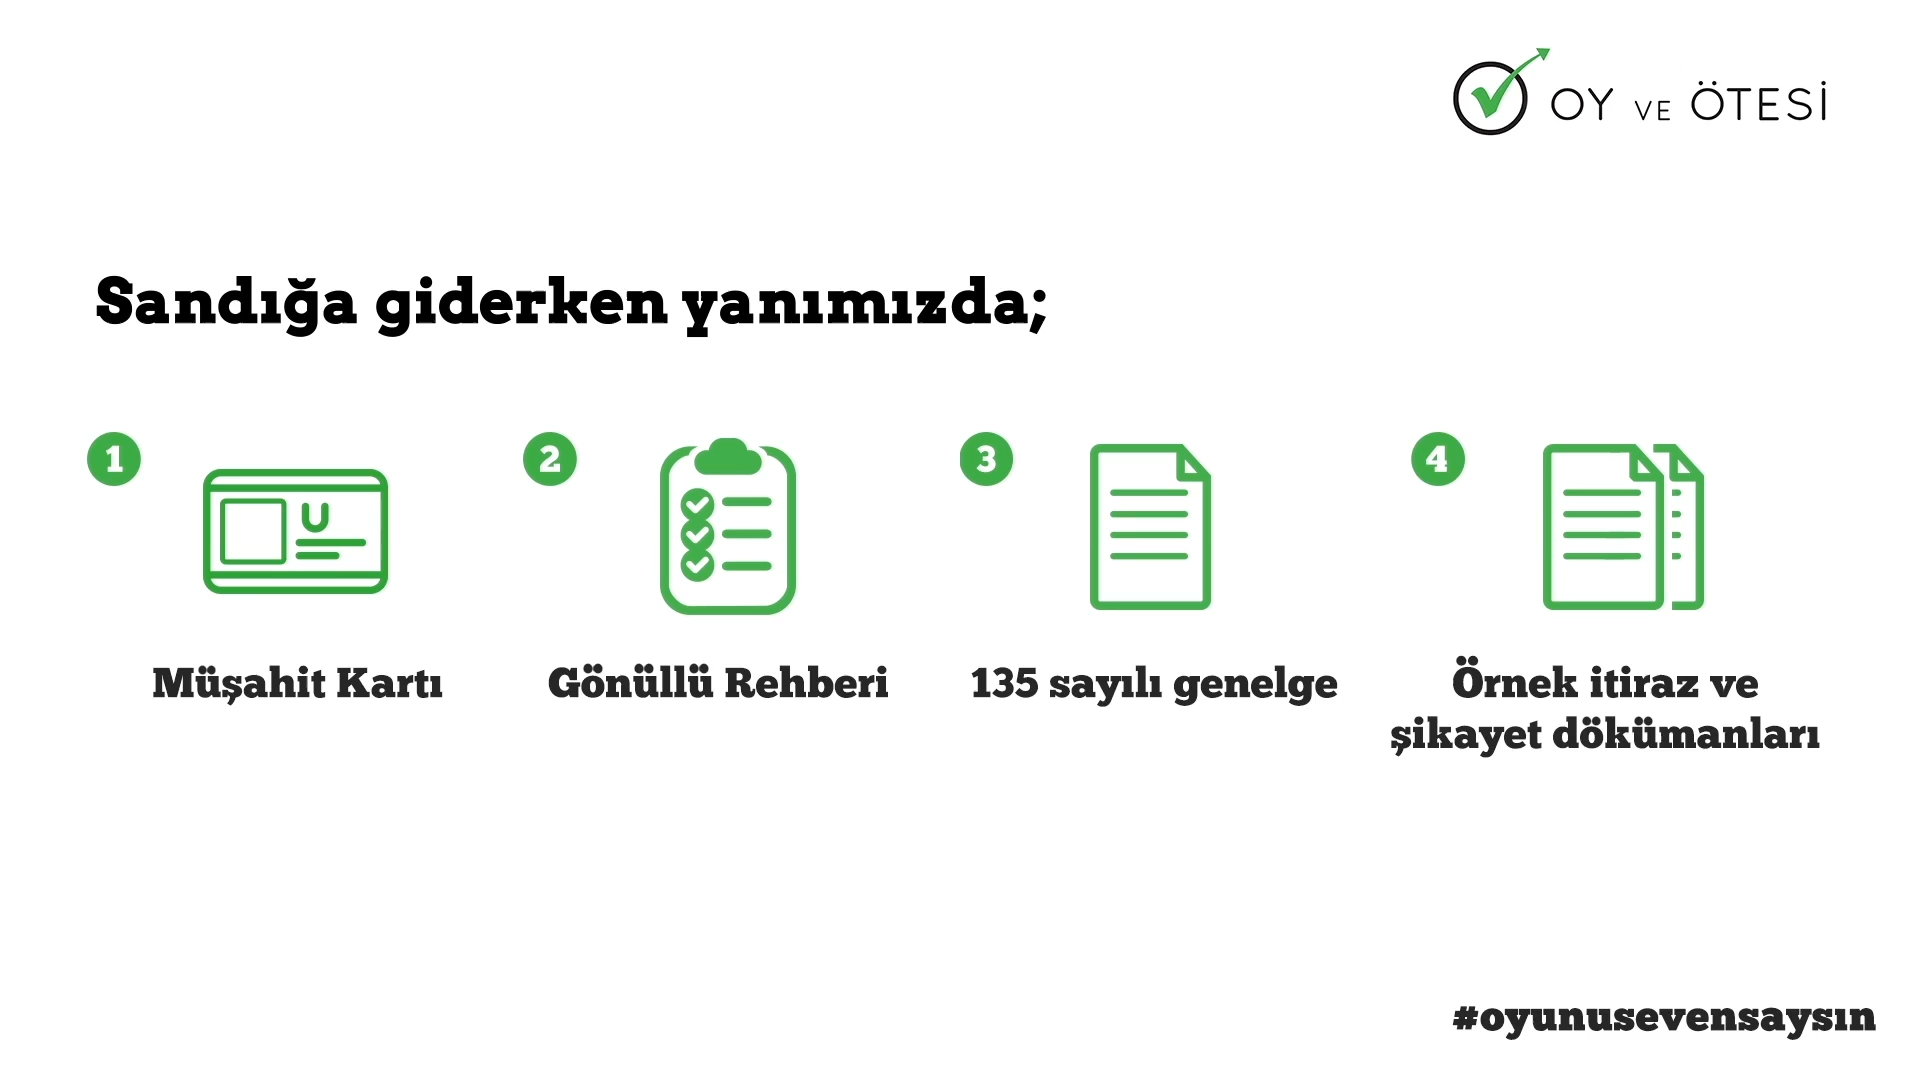 OY VE ÖTESİ
Sandığa giderken yanımızda;
1
2
3
4
U
Müşahit Kartı
Gönüllü Rehberi
135 sayılı genelge
Örnek itiraz ve
şikayet dökümanları
#oyunusevensaysın